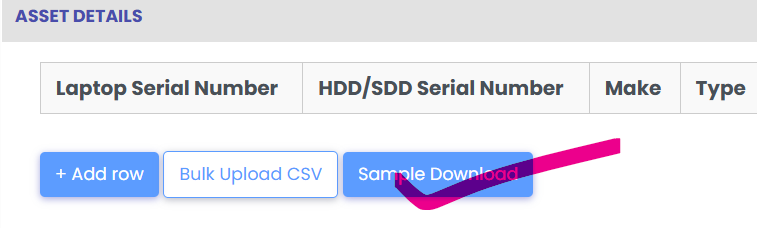 ASSET DETAILS
Laptop Serial Number HDD/SDD Serial Number Make Type
+ Add row Bulk Upload CSV Sample Download